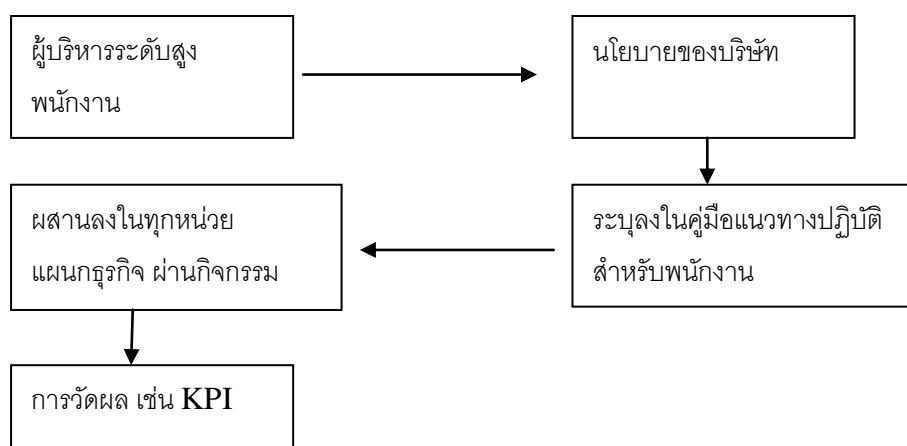 ผู้บริหารระดับสูง
พนักงาน
นโยบายของบริษัท
ระบุลงในคู่มือแนวทางปฏิบัติ
สำหรับพนักงาน
ผสานลงในทุกหน่วย
แผนกธุรกิจ ผ่านกิจกรรม
การวัดผล เช่น KPI